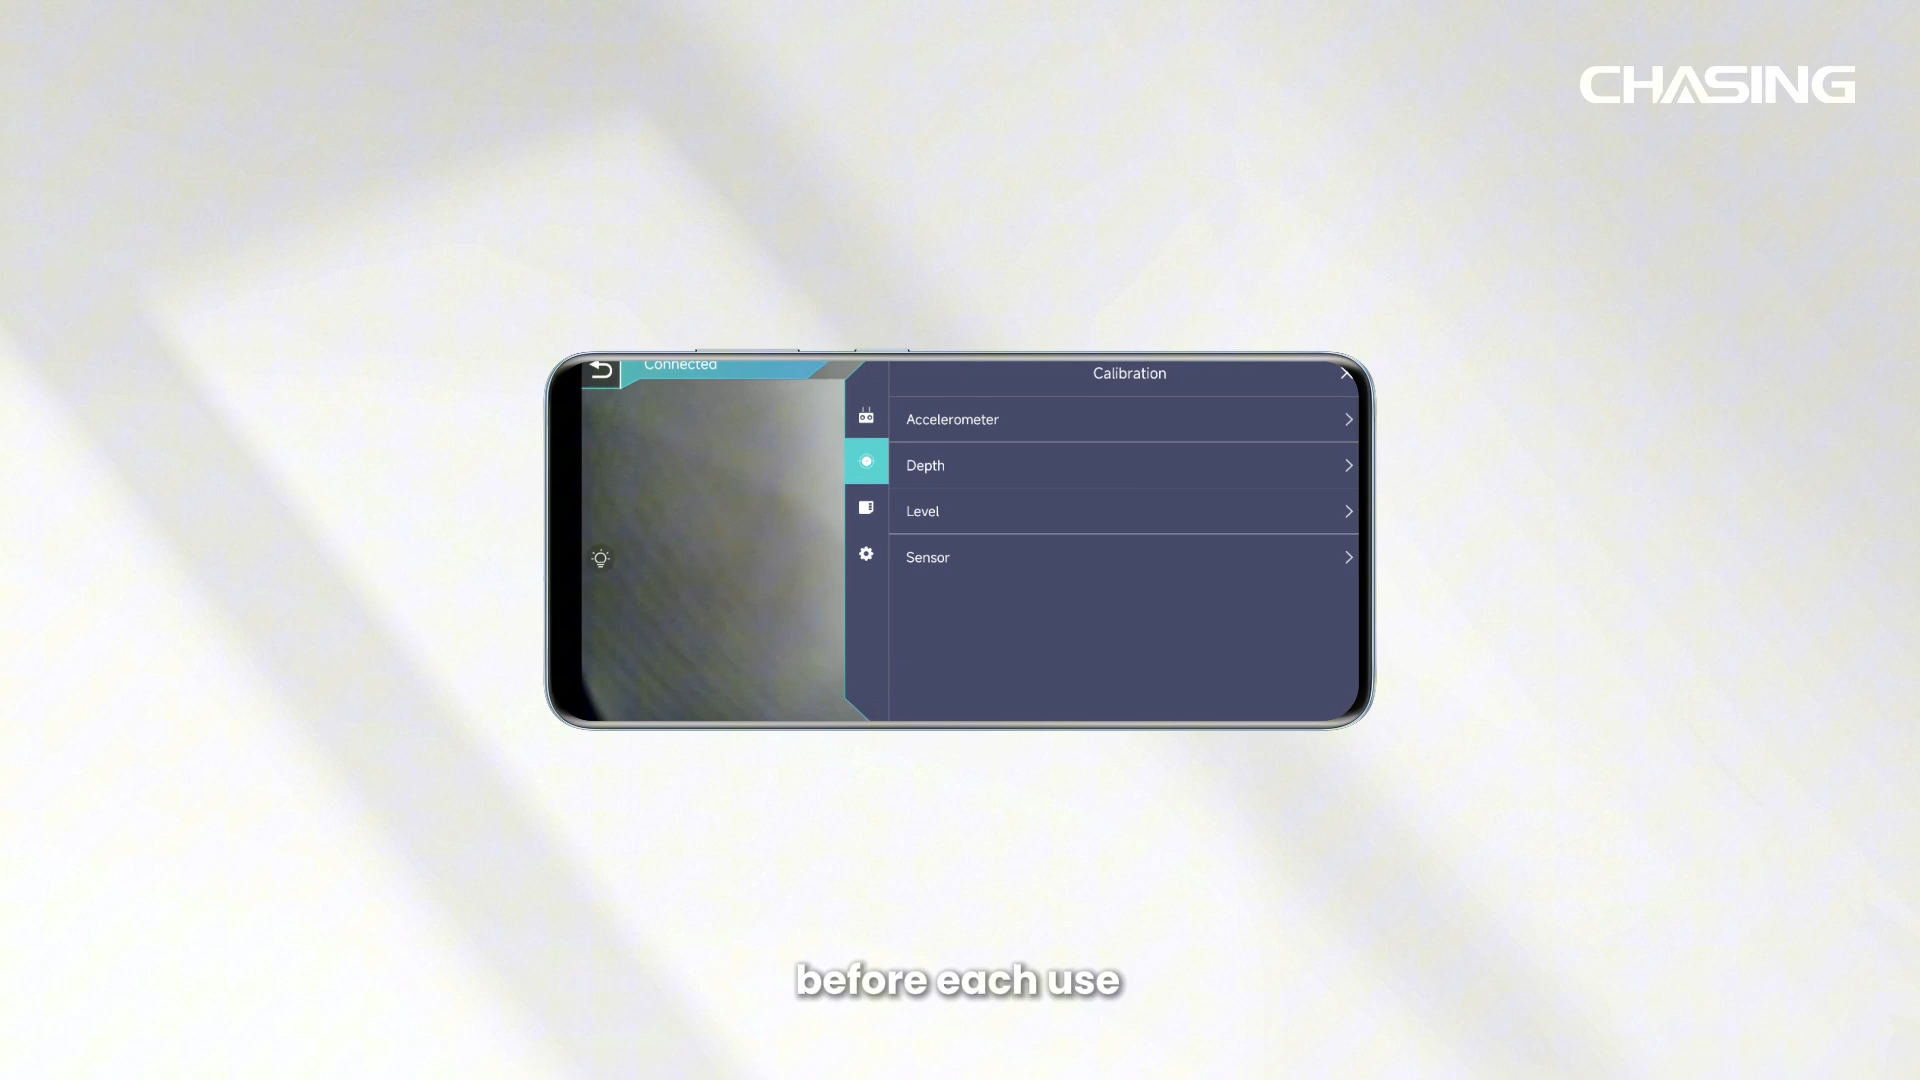 CHASING
Connected
Calibration
Accelerometer
Depth
Level
Sensor
before each use